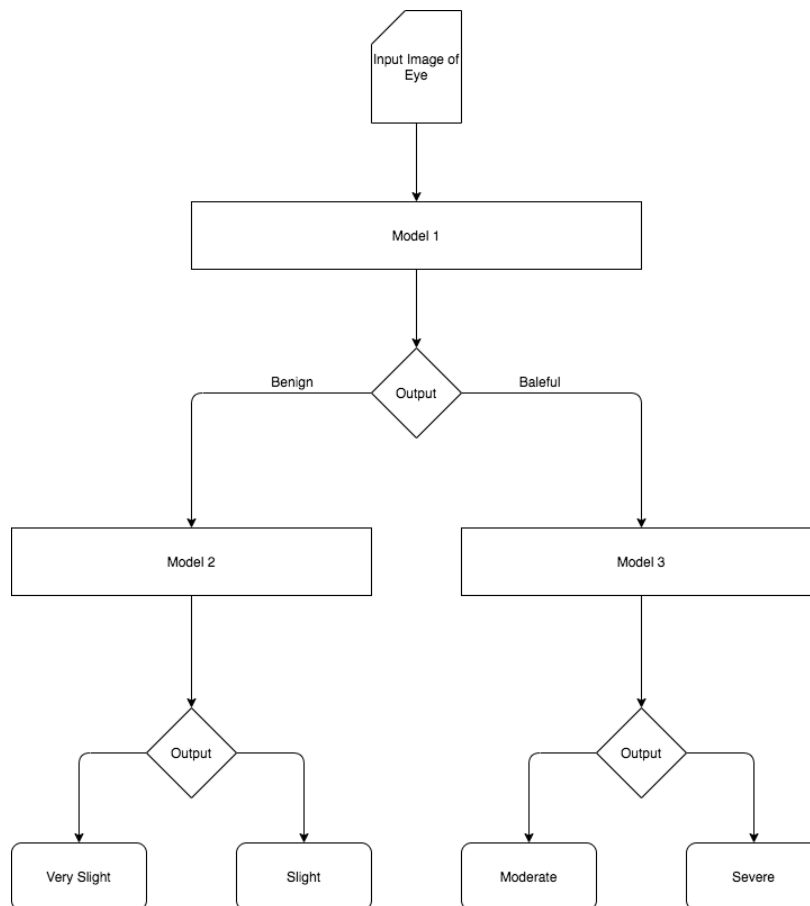 Input Image of
Eye
Model 1
Benign
Output
Baleful
Model 2
Model 3
Output
Output
Very Slight
Slight
Moderate
Severe